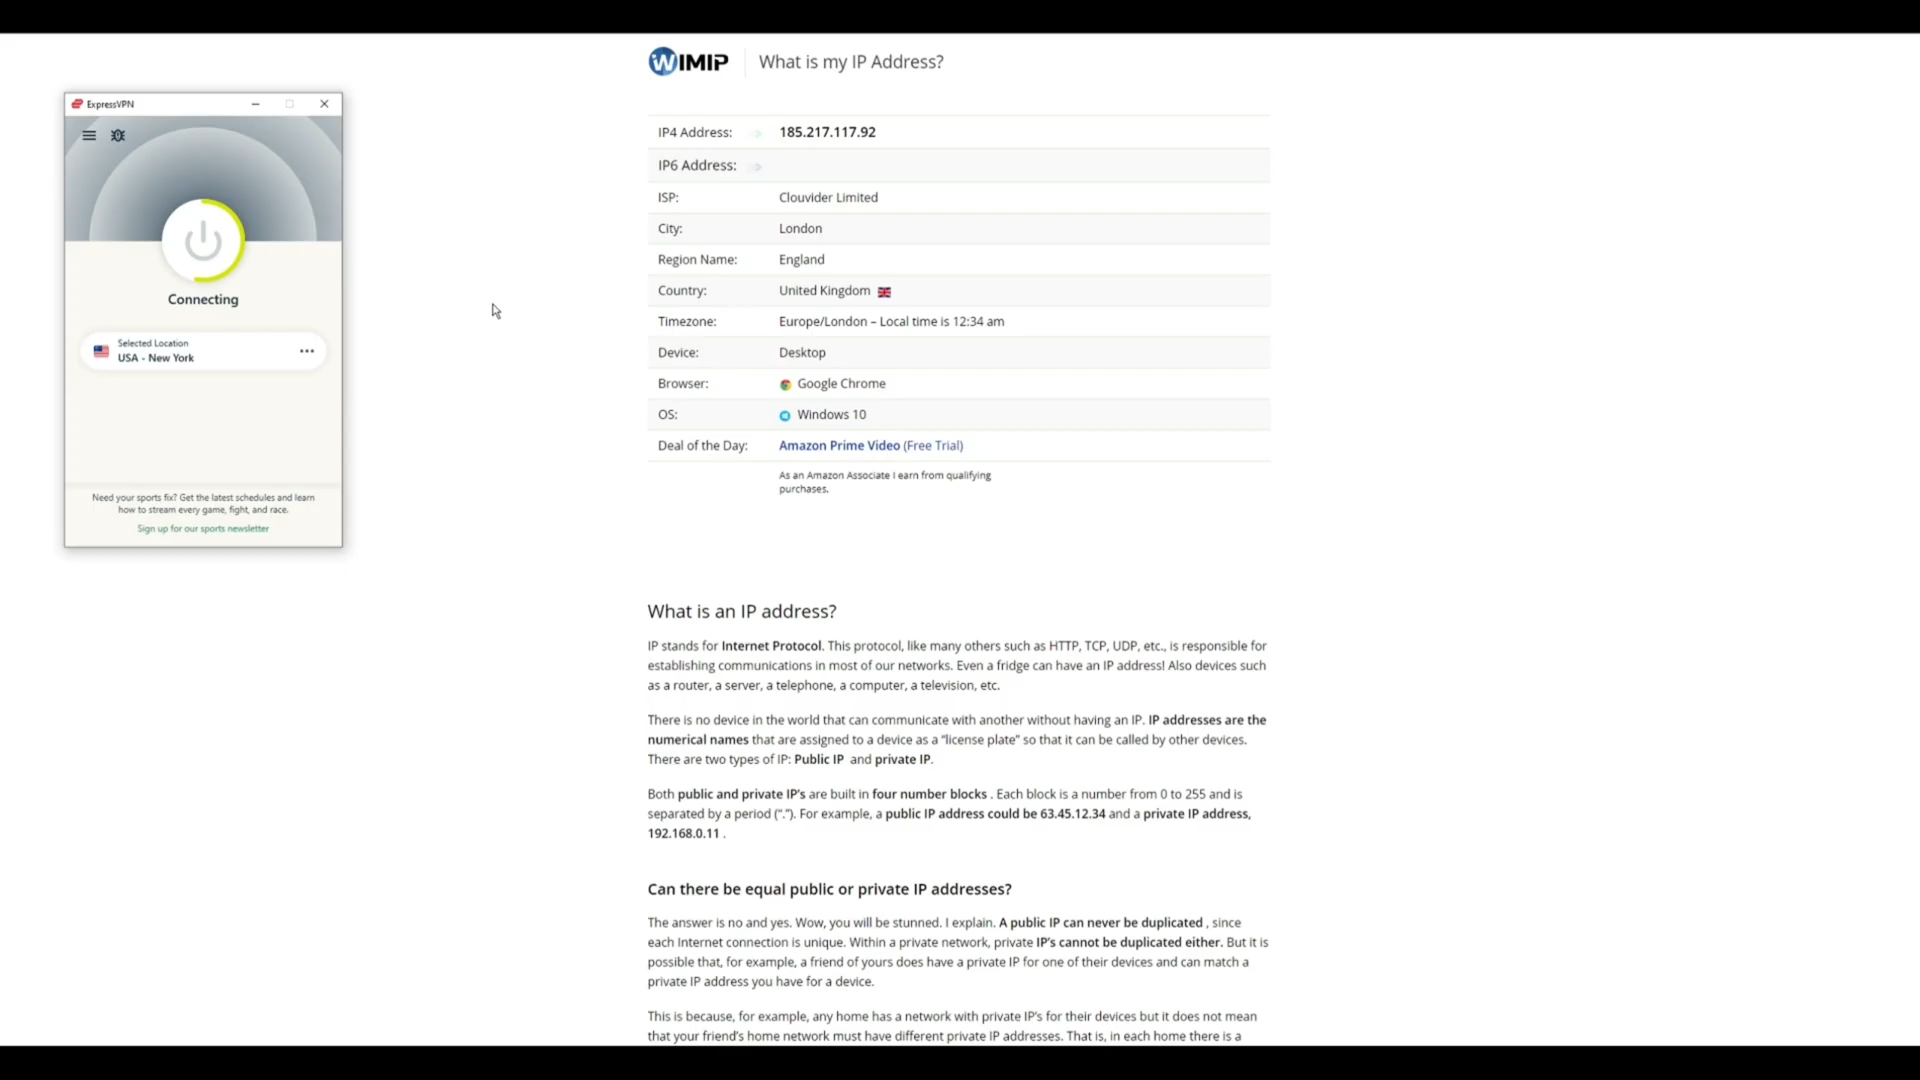 ExpressVPN
Connecting
Selected Location
USA - New York
Need your sports fix? Get the latest schedules and learn
how to stream every game, fight, and race.
Sign up for our sports newsletter
WIMIP
What is my IP Address?
IP4 Address: 185.217.117.92
IP6 Address:
ISP: Clouvider Limited
City: London
Region Name: England
Country: United Kingdom
Timezone: Europe/London – Local time is 12:34 am
Device: Desktop
Browser: Google Chrome
OS: Windows 10
Deal of the Day: Amazon Prime Video (Free Trial)
As an Amazon Associate I earn from qualifying
purchases.
What is an IP address?
IP stands for Internet Protocol. This protocol, like many others such as HTTP, TCP, UDP, etc., is responsible for
establishing communications in most of our networks. Even a fridge can have an IP address! Also devices such
as a router, a server, a telephone, a computer, a television, etc.
There is no device in the world that can communicate with another without having an IP. IP addresses are the
numerical names that are assigned to a device as a “license plate” so that it can be called by other devices.
There are two types of IP: Public IP and private IP.
Both public and private IP’s are built in four number blocks . Each block is a number from 0 to 255 and is
separated by a period (“.”). For example, a public IP address could be 63.45.12.34 and a private IP address,
192.168.0.11 .
Can there be equal public or private IP addresses?
The answer is no and yes. Wow, you will be stunned. I explain. A public IP can never be duplicated , since
each Internet connection is unique. Within a private network, private IP’s cannot be duplicated either. But it is
possible that, for example, a friend of yours does have a private IP for one of their devices and can match a
private IP address you have for a device.
This is because, for example, any home has a network with private IP’s for their devices but it does not mean
that your friend’s home network must have different private IP addresses. That is, in each home there is a